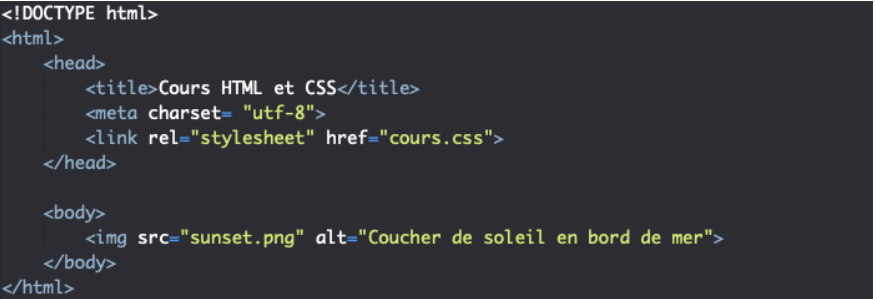 <!DOCTYPE html>
<html>
<head>
<title>Cours HTML et CSS</title>
<meta charset= "utf-8">
<link rel="stylesheet" href="cours.css">
</head>
<body>
<img src="sunset.png" alt="Coucher de soleil en bord de mer">
</body>
</html>